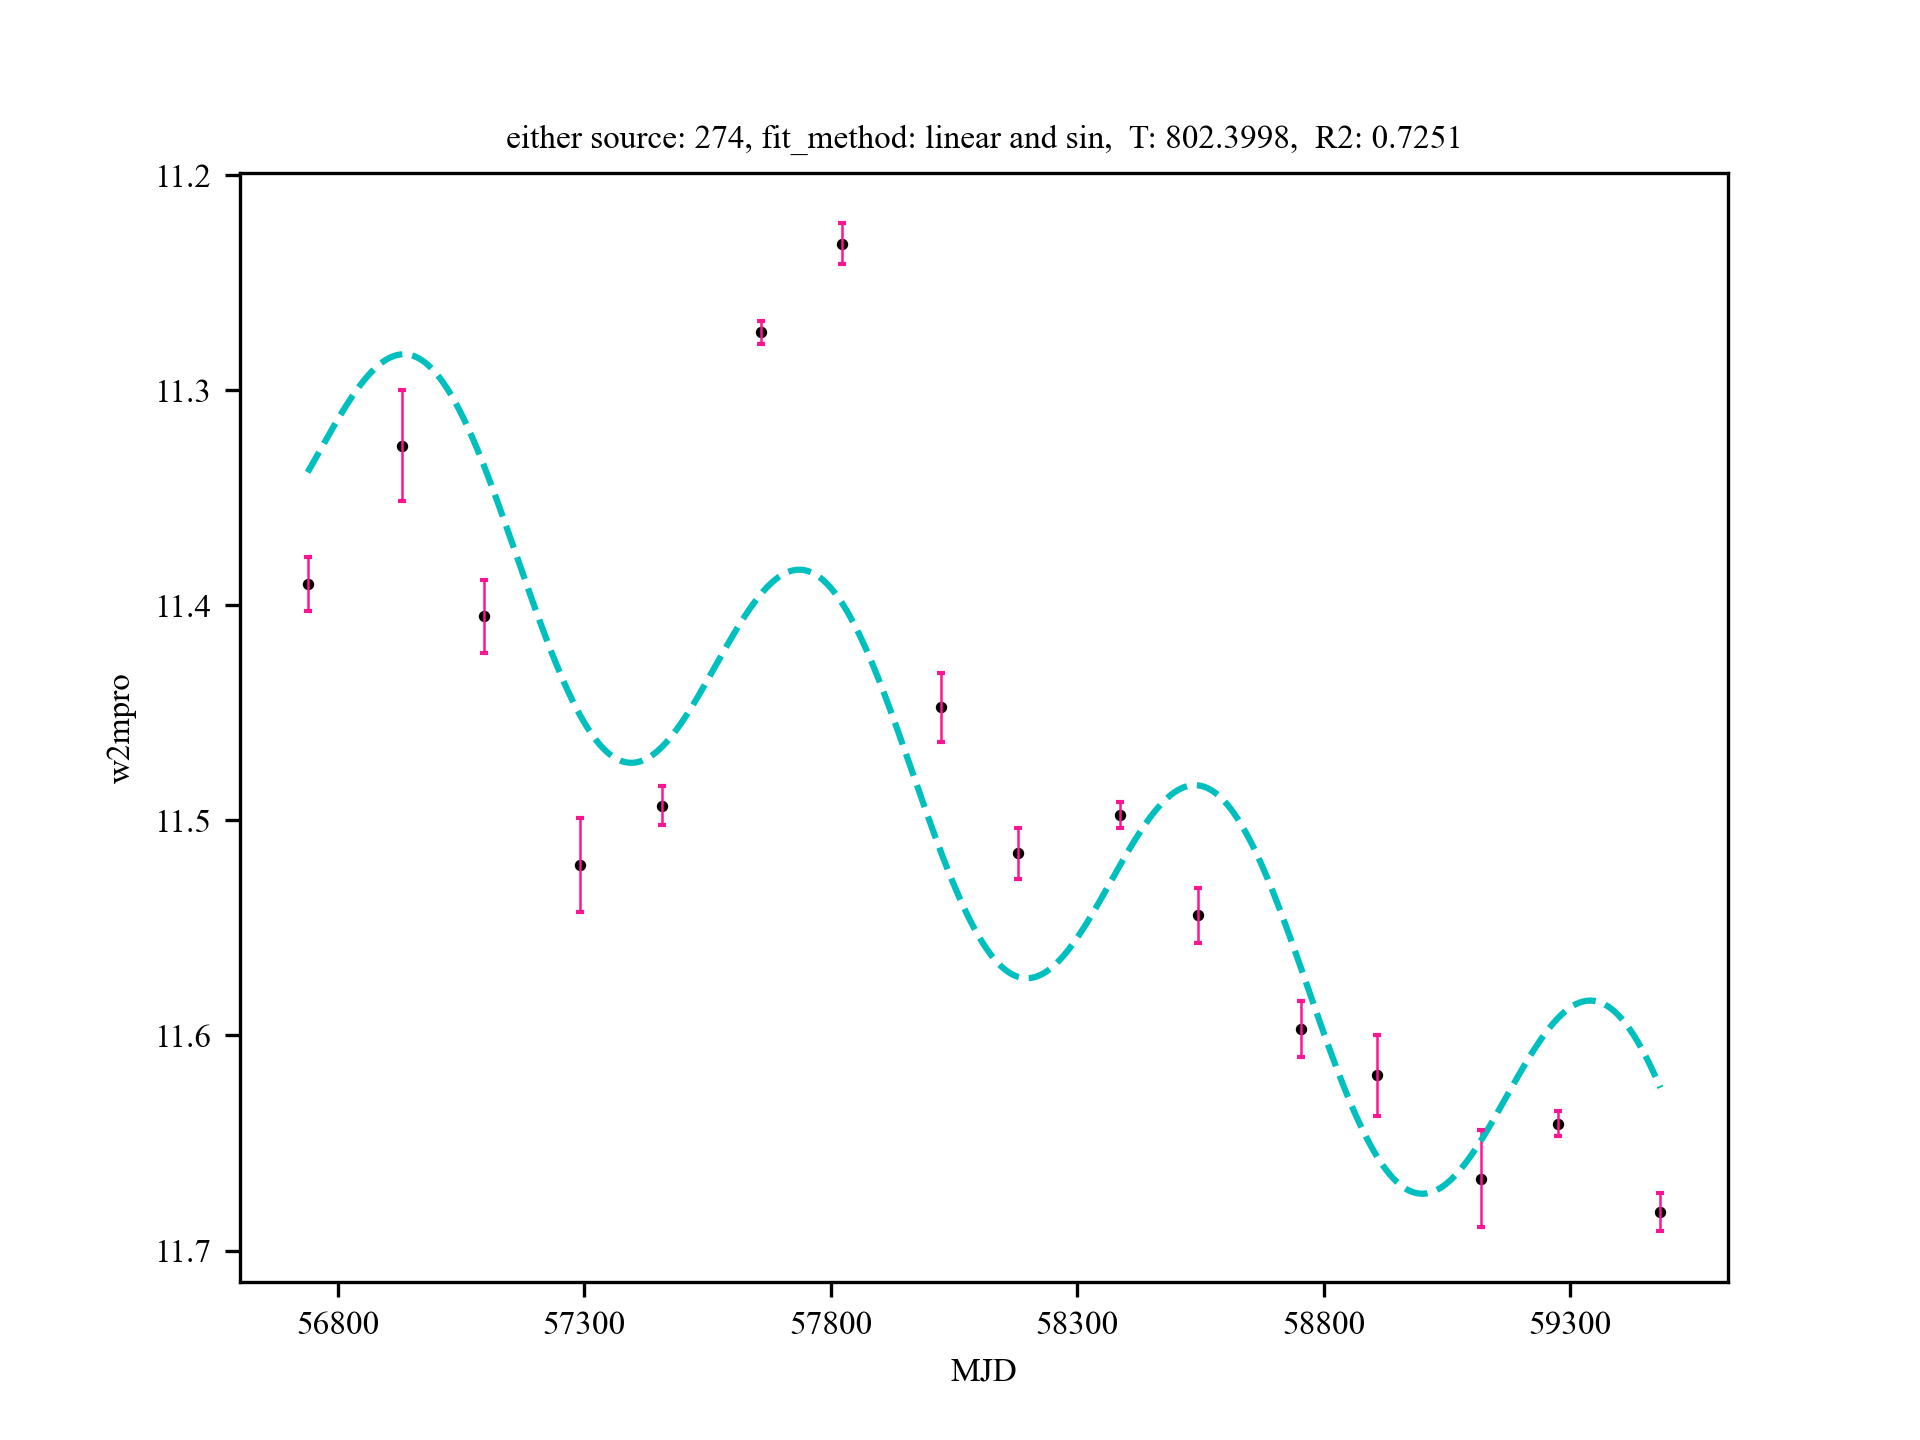 either source: 274, fit_method: linear and sin,  T: 802.3998,  R2: 0.7251
11.2
11.3
11.4
11.5
11.6
11.7
w2mpro
56800 57300 57800 58300 58800 59300
MJD